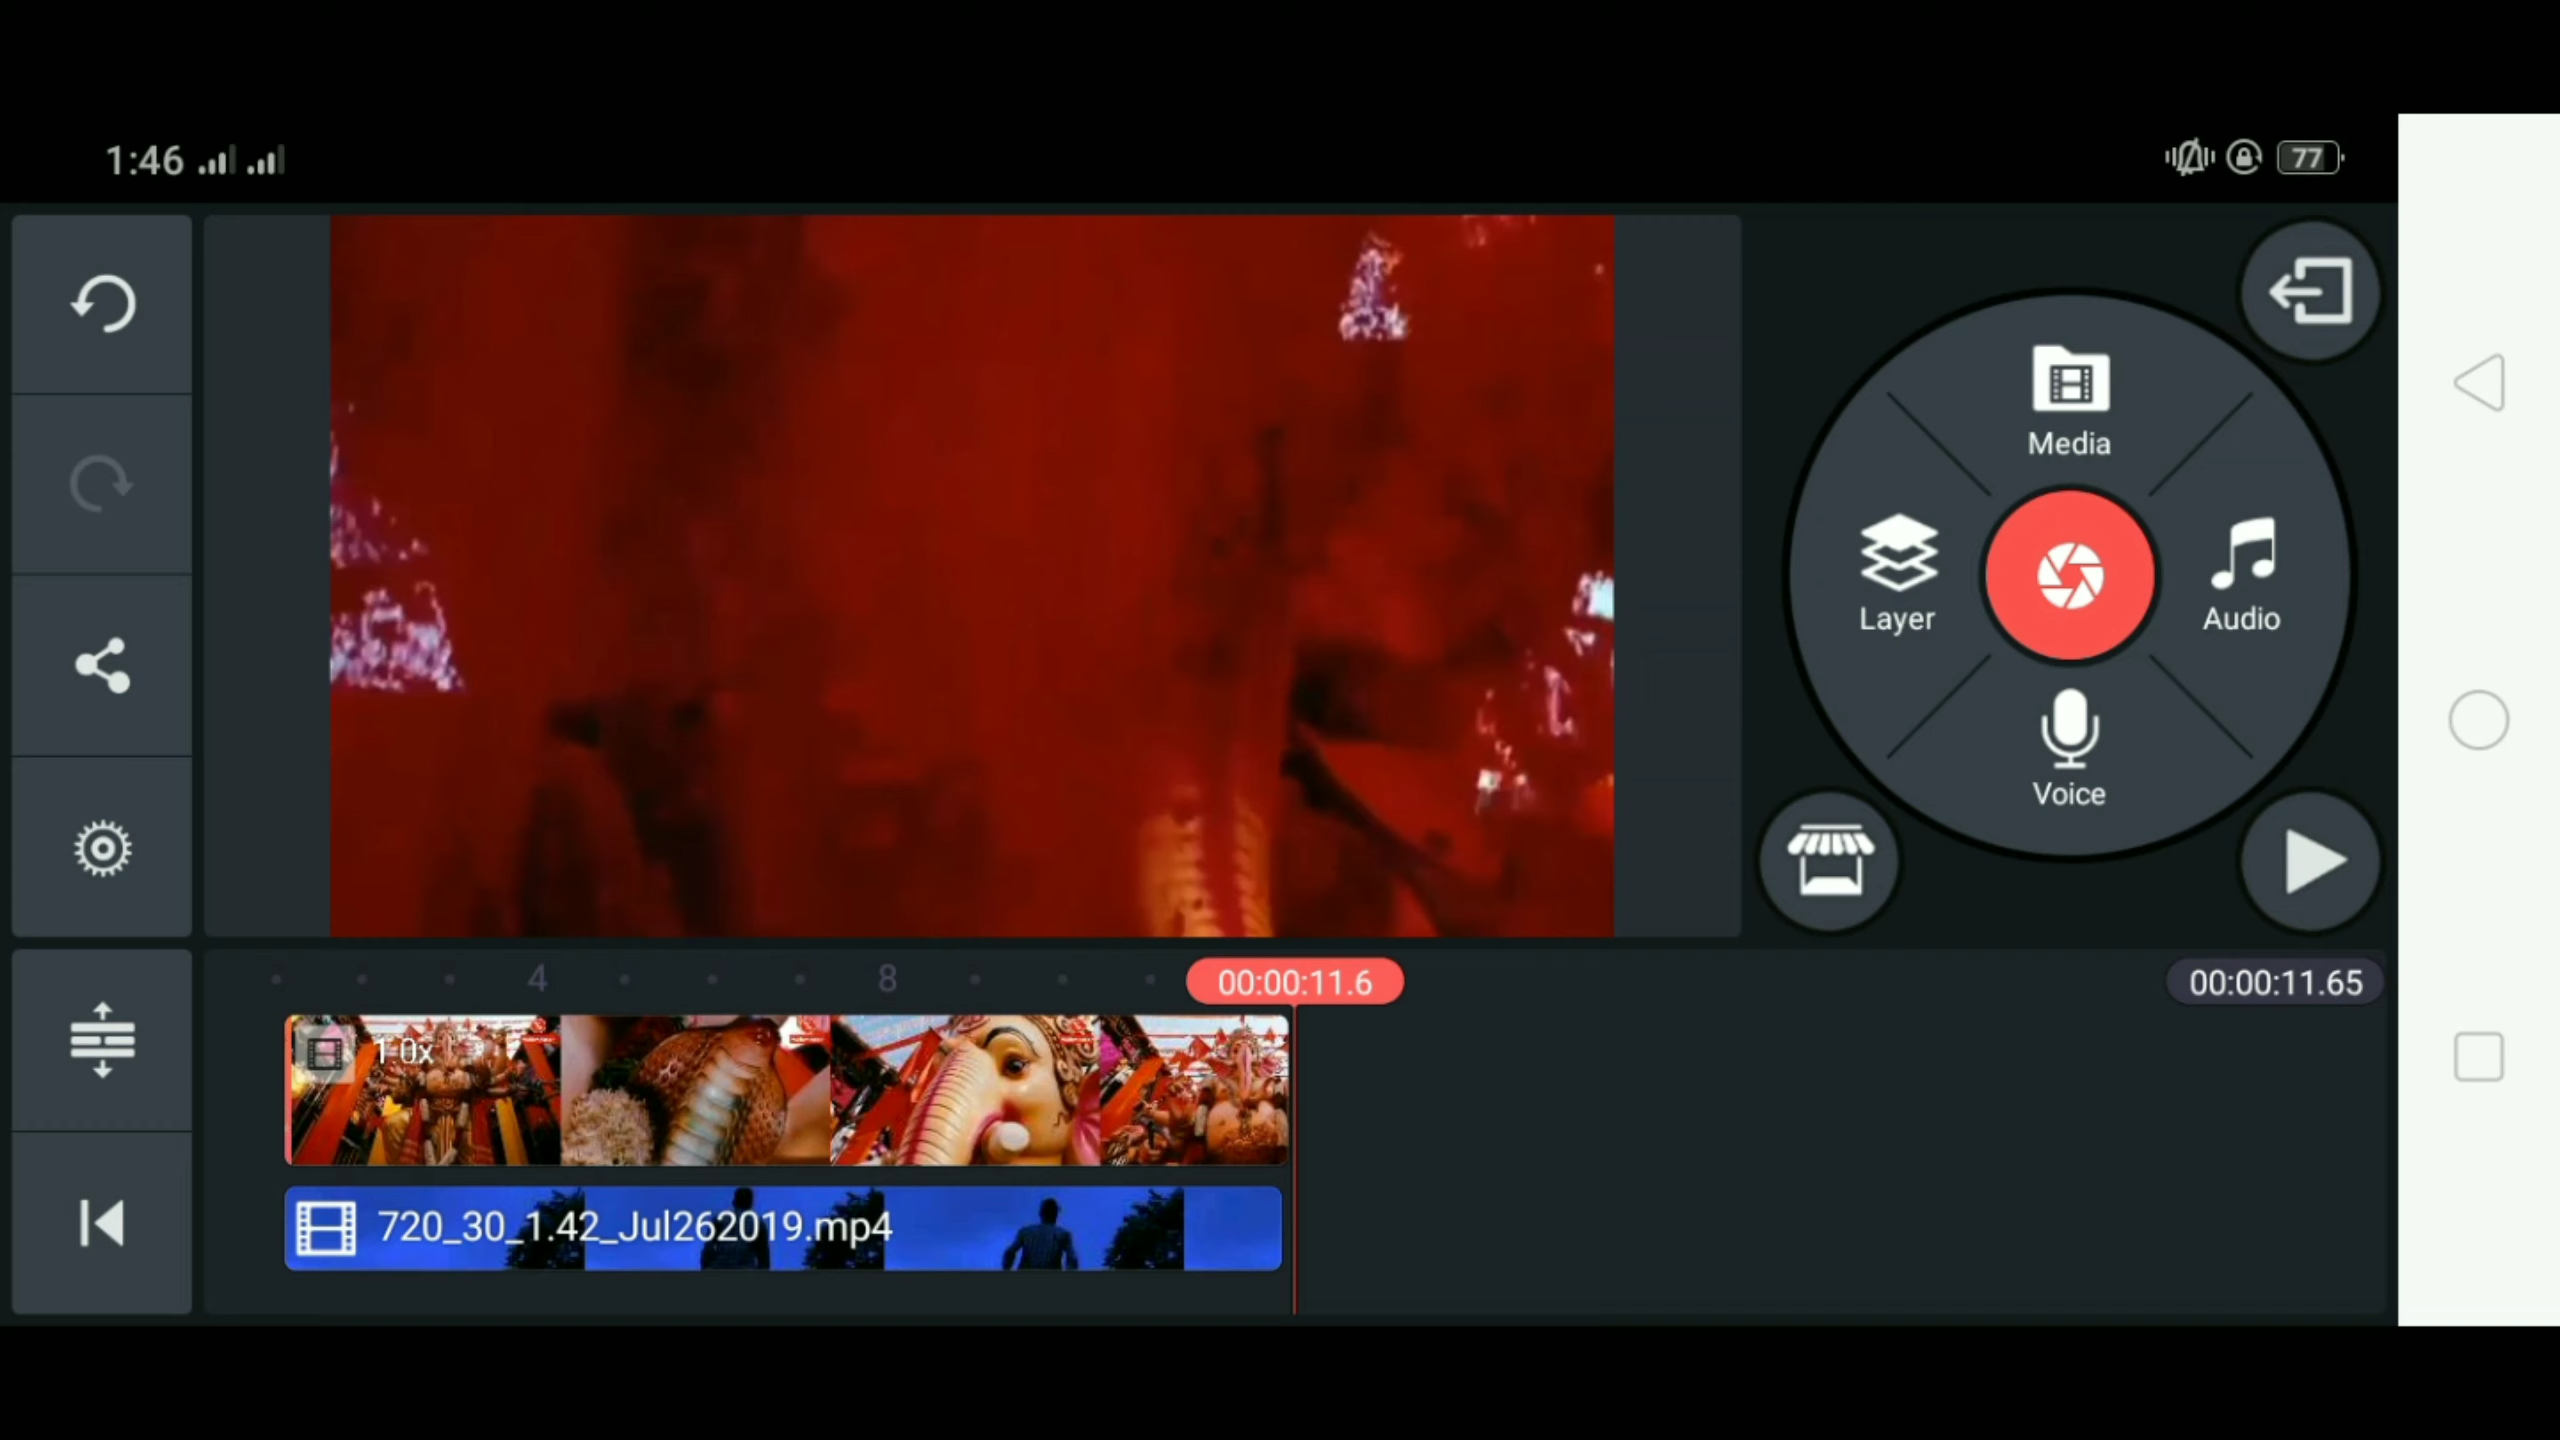 1:46
77
Media
Layer
Audio
Voice
4
8
00:00:11.6
00:00:11.65
1.0x
720_30_1.42_Jul262019.mp4